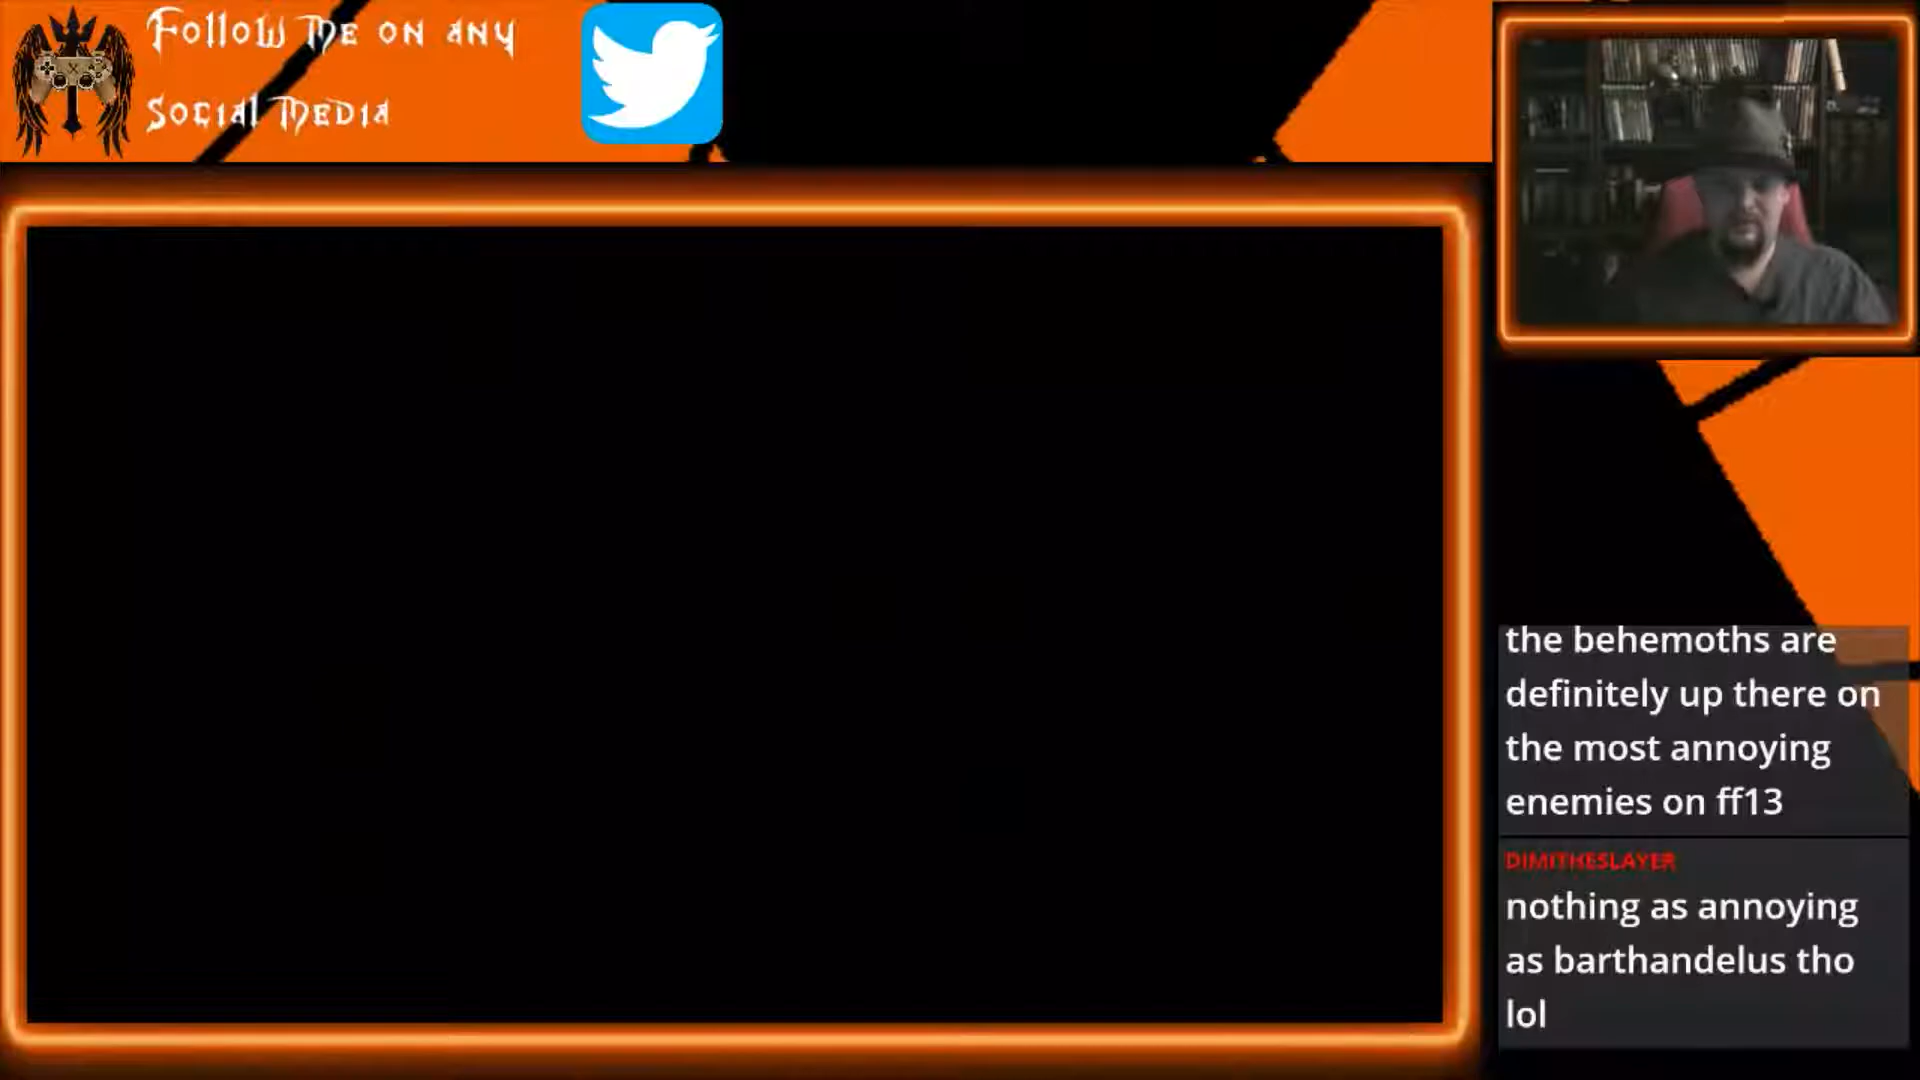 Follow Me on any
Social Media
the behemoths are
definitely up there on
the most annoying
enemies on ff13
DIMITHESLAYER
nothing as annoying
as barthandelus tho
lol